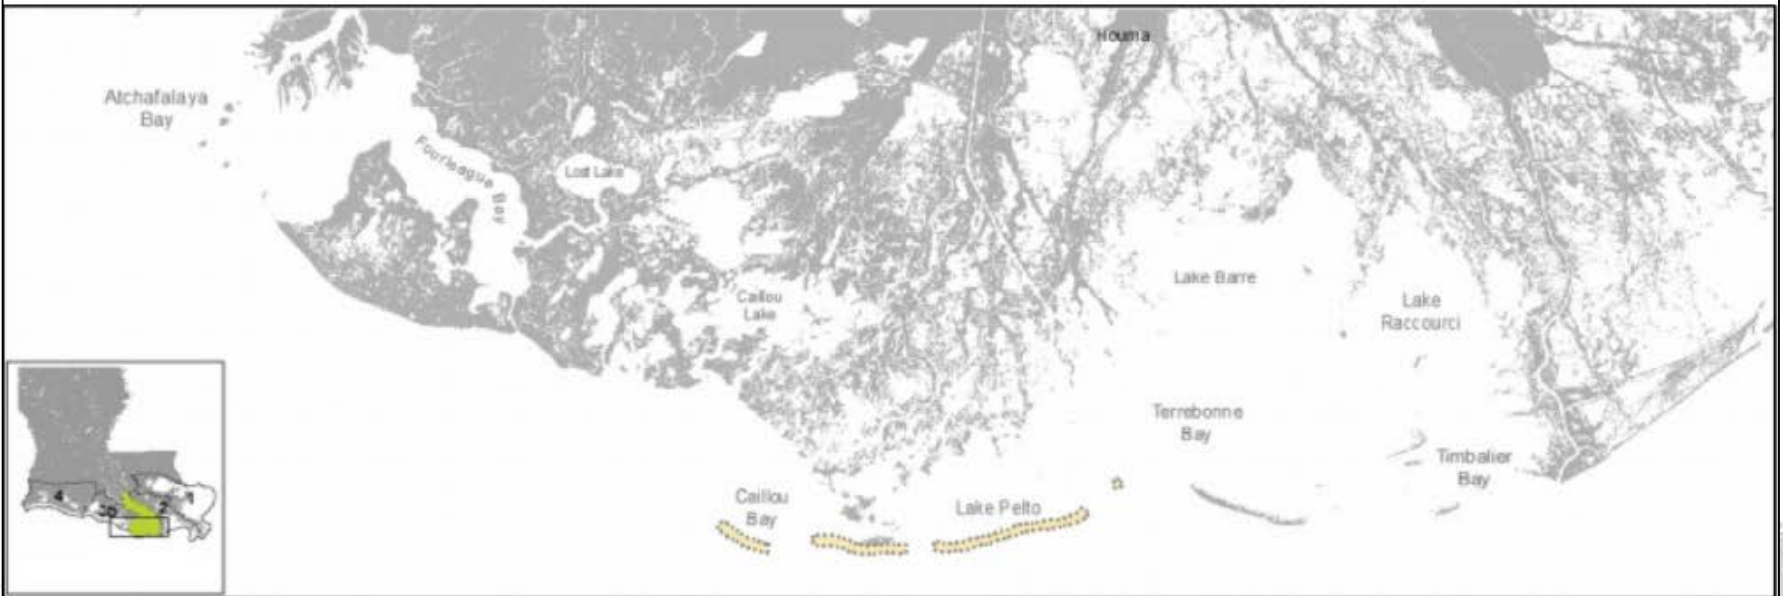 Houma
Atchafalaya
Bay
Fourleague Bay
Lost Lake
Lake Barre
Caillou
Lake
Lake
Raccourci
Terrebonne
Bay
Timbalier
Bay
Caillou
Bay
Lake Pelto
4
3b
2
1